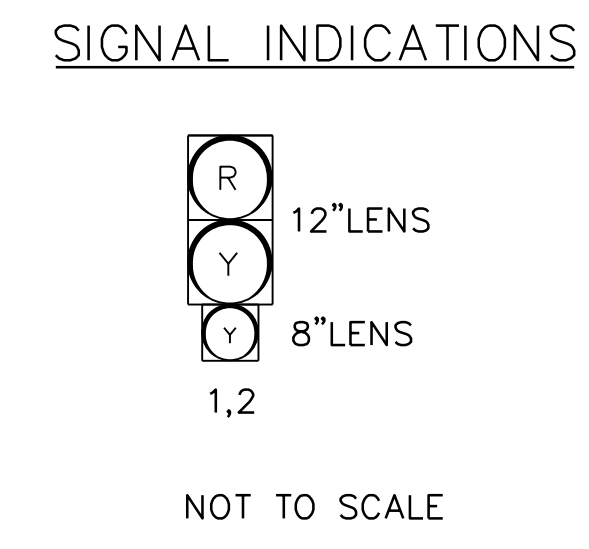 SIGNAL INDICATIONS
R
12"LENS
Y
Y
8"LENS
1,2
NOT TO SCALE